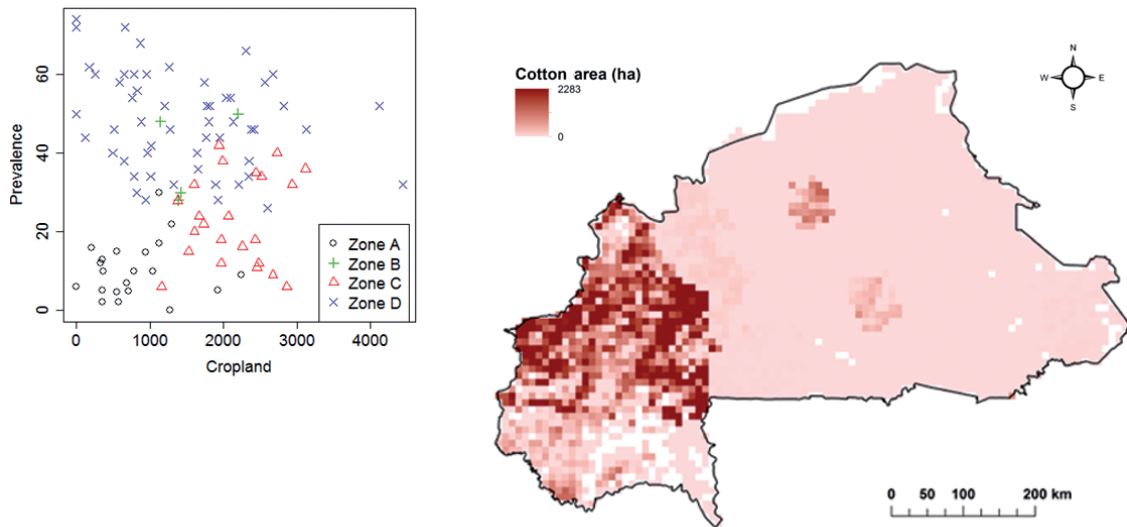 Prevalence
60
40
20
0
0 1000 2000 3000 4000
Cropland
Zone A
Zone B
Zone C
Zone D
Cotton area (ha)
2283
0
N
W E
S
0 50 100 200 km